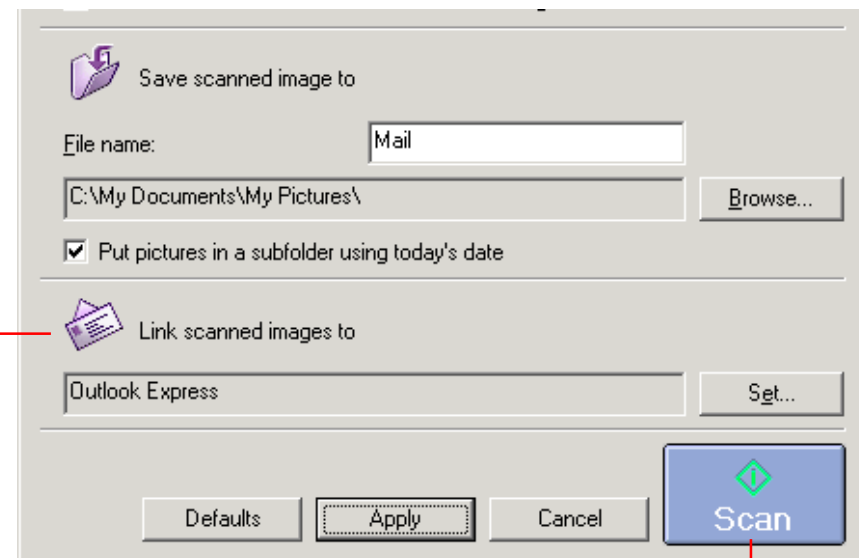 Save scanned image to
File name: Mail
C:\My Documents\My Pictures\ Browse...
Put pictures in a subfolder using today's date
Link scanned images to
Outlook Express Set...
Defaults Apply Cancel Scan